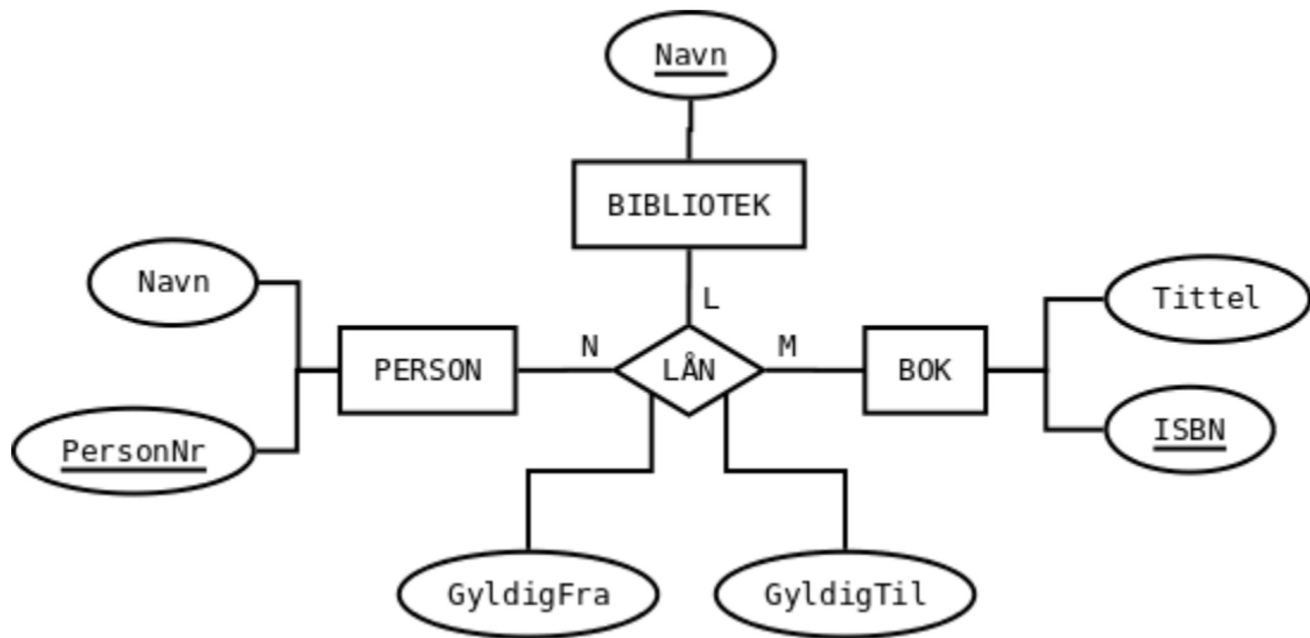 Navn
BIBLIOTEK
L
Navn
PersonNr
PERSON
N
LÅN
M
BOK
Tittel
ISBN
GyldigFra
GyldigTil